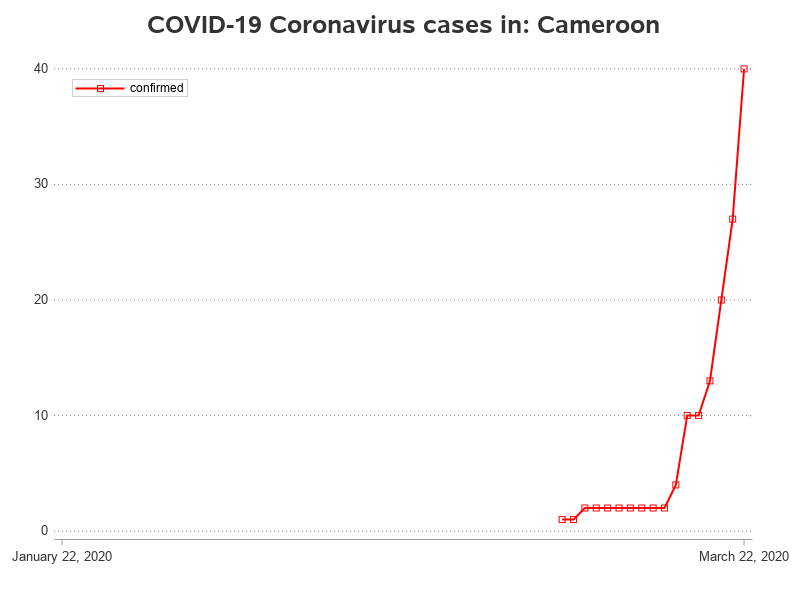 COVID-19 Coronavirus cases in: Cameroon
40
confirmed
30
20
10
0
January 22, 2020
March 22, 2020